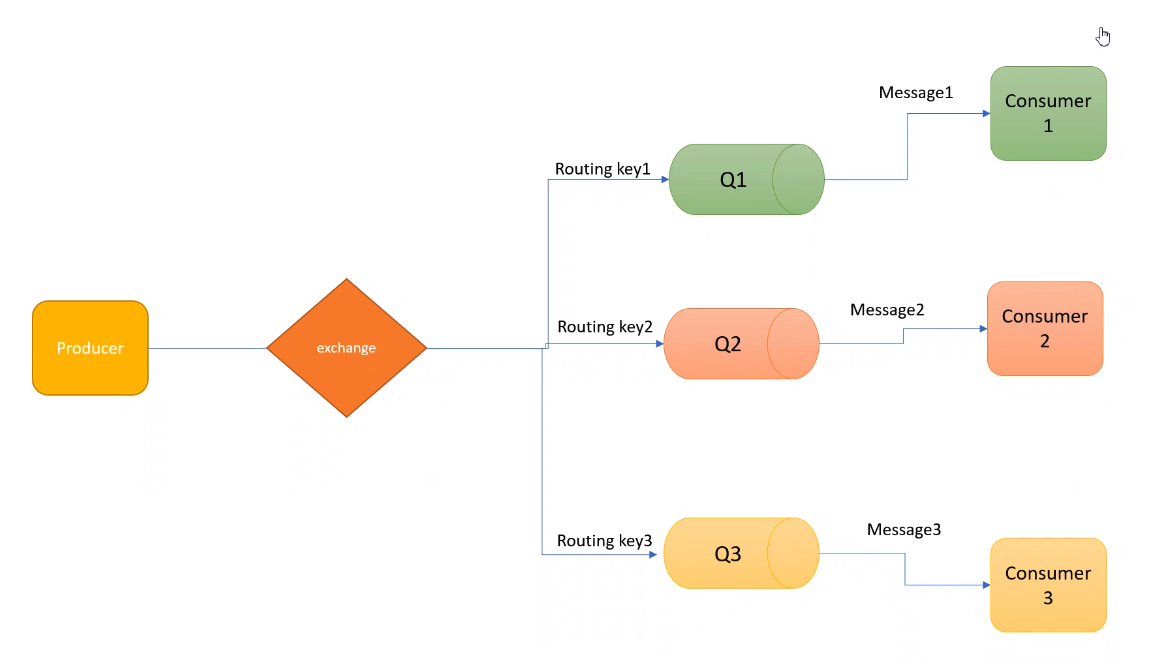 Message1
Consumer
1
Routing key1
Q1
Producer
exchange
Routing key2
Q2
Message2
Consumer
2
Routing key3
Q3
Message3
Consumer
3